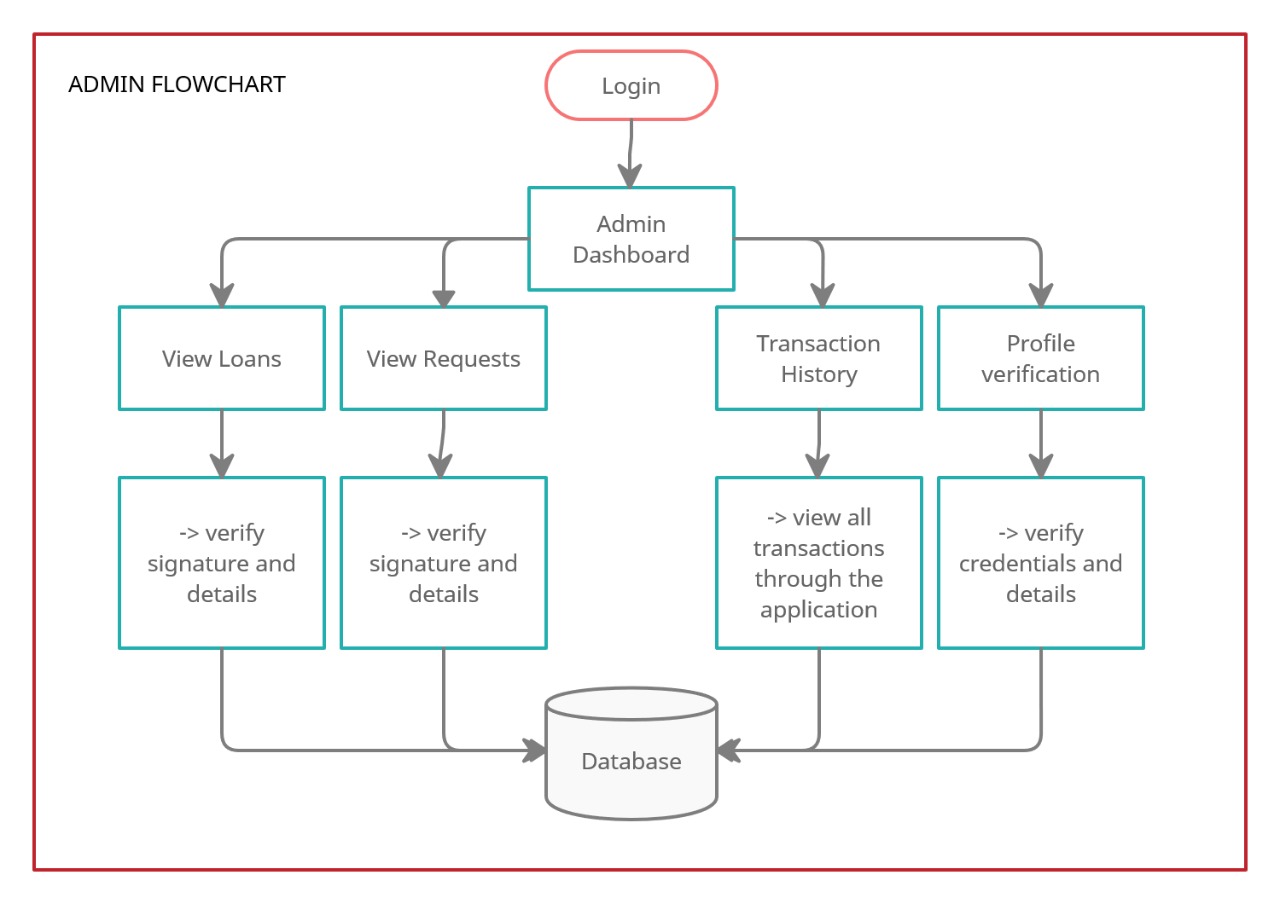 ADMIN FLOWCHART
Login
Admin
Dashboard
View Loans
View Requests
Transaction
History
Profile
verification
-> verify
signature and
details
-> verify
signature and
details
-> view all
transactions
through the
application
-> verify
credentials and
details
Database